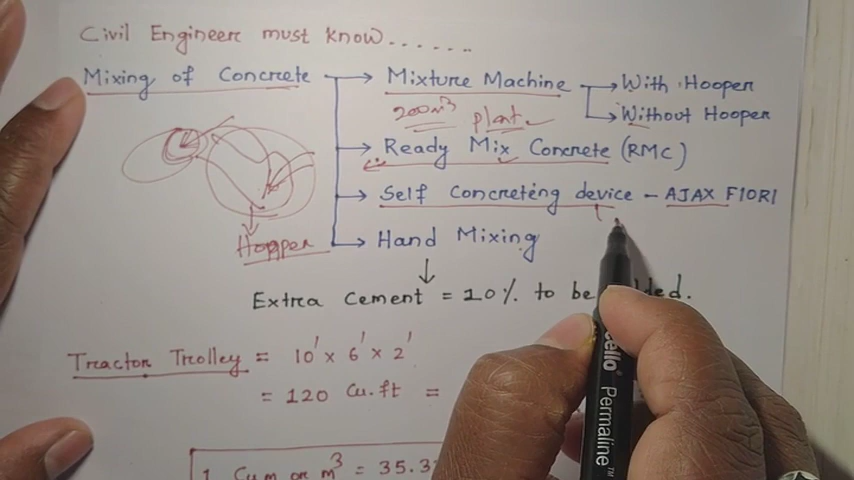 Civil Engineer must know.......
Mixing of Concrete → Mixture Machine → With Hooper
→ Without Hooper
200m³ plant
→ Ready Mix Concrete (RMC)
→ Self Concreting device - AJAX FIORI
Hopper
→ Hand Mixing
Extra Cement = 10% to be
Tractor Trolley = 10' x 6' x 2'
= 120 Cu.ft =
1 Cum or m³ = 35.3
cello Permaline